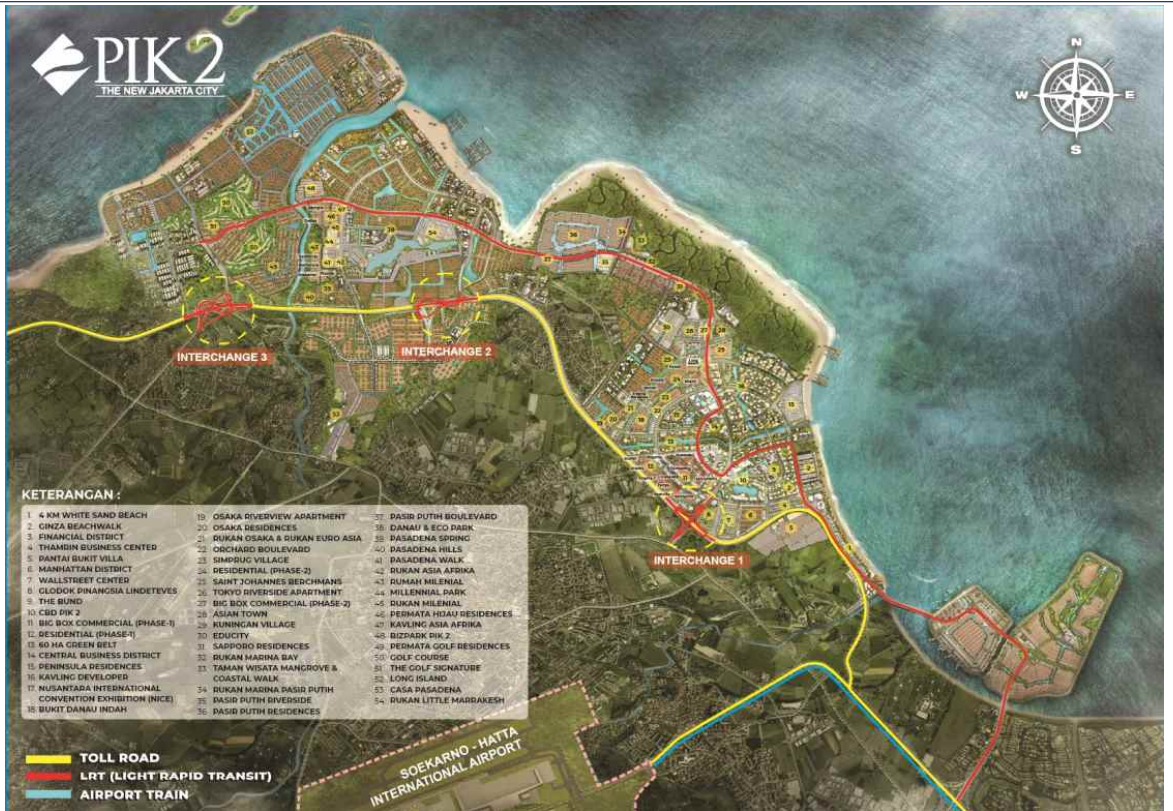 PIK 2
THE NEW JAKARTA CITY
N
W
E
S
INTERCHANGE 3
INTERCHANGE 2
INTERCHANGE 1
KETERANGAN :
1 4 KM WHITE SAND BEACH
2 GINZA BEACHWALK
3 FINANCIAL DISTRICT
4 THAMRIN BUSINESS CENTER
5 PANTAI BUKIT VILLA
6 MANHATTAN DISTRICT
7 WALLSTREET CENTER
8 GLODOK PINANGSIA LINDETEVES
9 THE BUND
10 CBD PIK 2
11 BIG BOX COMMERCIAL (PHASE-1)
12 RESIDENTIAL (PHASE-1)
13 60 HA GREEN BELT
14 CENTRAL BUSINESS DISTRICT
15 PENINSULA RESIDENCES
16 KAVLING DEVELOPER
17 NUSANTARA INTERNATIONAL
CONVENTION EXHIBITION (NICE)
18 BUKIT DANAU INDAH
19 OSAKA RIVERVIEW APARTMENT
20 OSAKA RESIDENCES
21 RUKAN OSAKA & RUKAN EURO ASIA
22 ORCHARD BOULEVARD
23 SIMPRUG VILLAGE
24 RESIDENTIAL (PHASE-2)
25 SAINT JOHANNES BERCHMANS
26 TOKYO RIVERSIDE APARTMENT
27 BIG BOX COMMERCIAL (PHASE-2)
28 ASIAN TOWN
29 KUNINGAN VILLAGE
30 EDUCITY
31 SAPPORO RESIDENCES
32 RUKAN MARINA BAY
33 TAMAN WISATA MANGROVE &
COASTAL WALK
34 RUKAN MARINA PASIR PUTIH
35 PASIR PUTIH RIVERSIDE
36 PASIR PUTIH RESIDENCES
37 PASIR PUTIH BOULEVARD
38 DANAU & ECO PARK
39 PASADENA SPRING
40 PASADENA HILLS
41 PASADENA WALK
42 RUKAN ASIA AFRIKA
43 RUMAH MILENIAL
44 MILLENNIAL PARK
45 RUKAN MILENIAL
46 PERMATA HIJAU RESIDENCES
47 KAVLING ASIA AFRIKA
48 BIZPARK PIK 2
49 PERMATA GOLF RESIDENCES
50 GOLF COURSE
51 THE GOLF SIGNATURE
52 LONG ISLAND
53 CASA PASADENA
54 RUKAN LITTLE MARRAKESH
TOLL ROAD
LRT (LIGHT RAPID TRANSIT)
AIRPORT TRAIN
SOEKARNO - HATTA
INTERNATIONAL AIRPORT